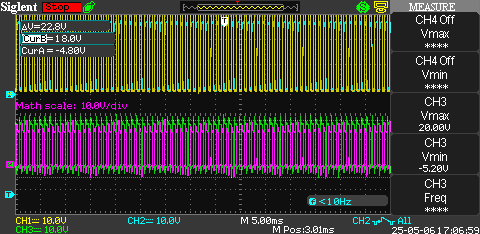 Siglent Stop T MEASURE
ΔV=22.8V
CurB=18.0V
CurA=-4.80V
CH4 Off
Vmax
****
CH4 Off
Vmin
****
Math scale: 10.0V/div
CH3
Vmax
20.00V
CH3
Vmin
-5.20V
CH3
Freq
****
<10Hz
CH1 10.0V CH2 10.0V M 5.00ms CH2 All
CH3 10.0V M Pos:3.01ms 25-05-06 17:06:59